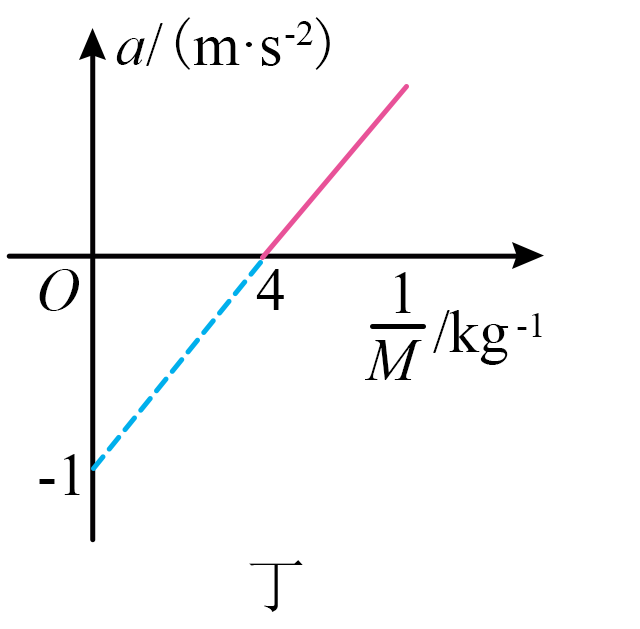 a/(m·s⁻²)
O
4
1/M /kg⁻¹
-1
丁